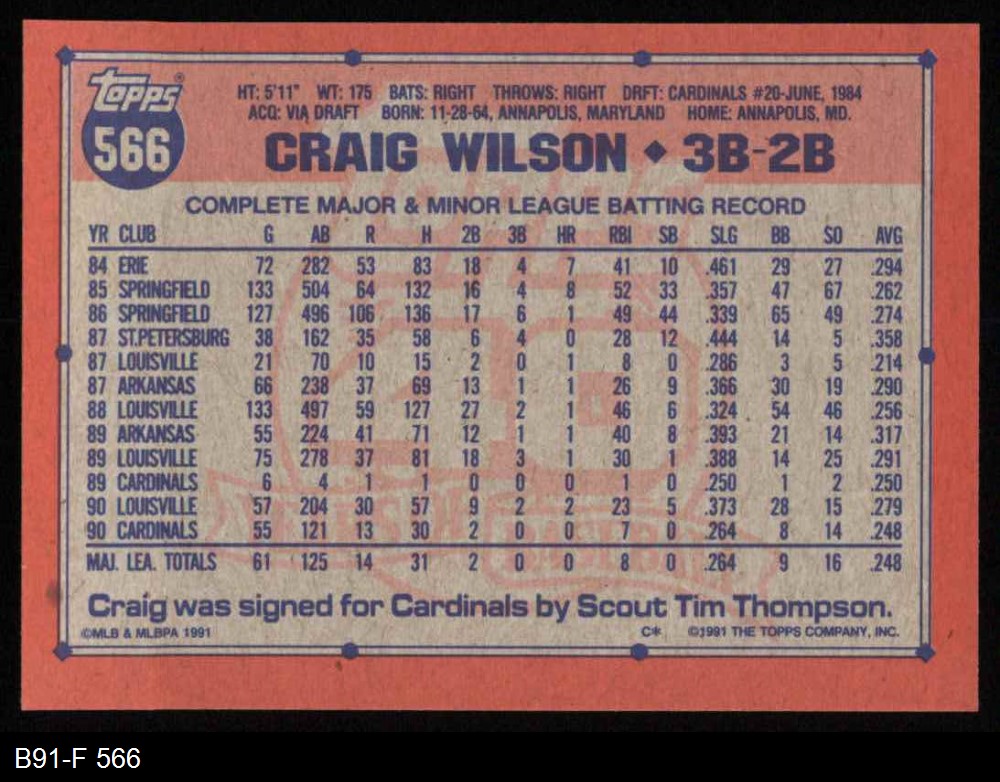 Topps®
566
HT: 5'11" WT: 175 BATS: RIGHT THROWS: RIGHT DRFT: CARDINALS #20-JUNE, 1984
ACQ: VIA DRAFT BORN: 11-28-64, ANNAPOLIS, MARYLAND HOME: ANNAPOLIS, MD.
CRAIG WILSON ◆ 3B-2B
COMPLETE MAJOR & MINOR LEAGUE BATTING RECORD
YR CLUB G AB R H 2B 3B HR RBI SB SLG BB SO AVG
84 ERIE 72 282 53 83 18 4 7 41 10 .461 29 27 .294
85 SPRINGFIELD 133 504 64 132 16 4 8 52 33 .357 47 67 .262
86 SPRINGFIELD 127 496 106 136 17 6 1 49 44 .339 65 49 .274
87 ST.PETERSBURG 38 162 35 58 6 4 0 28 12 .444 14 5 .358
87 LOUISVILLE 21 70 10 15 2 0 1 8 0 .286 3 5 .214
87 ARKANSAS 66 238 37 69 13 1 1 26 9 .366 30 19 .290
88 LOUISVILLE 133 497 59 127 27 2 1 46 6 .324 54 46 .256
89 ARKANSAS 55 224 41 71 12 1 1 40 8 .393 21 14 .317
89 LOUISVILLE 75 278 37 81 18 3 1 30 1 .388 14 25 .291
89 CARDINALS 6 4 1 1 0 0 0 1 0 .250 1 2 .250
90 LOUISVILLE 57 204 30 57 9 2 2 23 5 .373 28 15 .279
90 CARDINALS 55 121 13 30 2 0 0 7 0 .264 8 14 .248
MAJ. LEA. TOTALS 61 125 14 31 2 0 0 8 0 .264 9 16 .248
Craig was signed for Cardinals by Scout Tim Thompson.
©MLB & MLBPA 1991 C* ©1991 THE TOPPS COMPANY, INC.
B91-F 566